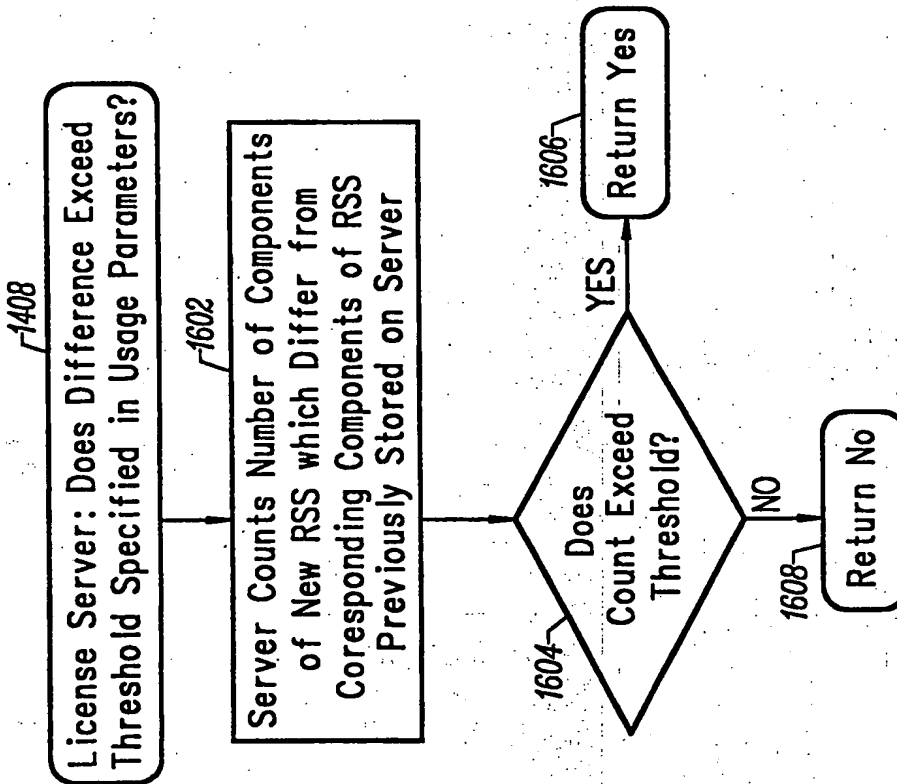 1408
License Server: Does Difference Exceed
Threshold Specified in Usage Parameters?
1602
Server Counts Number of Components
of New RSS which Differ from
Coresponding Components of RSS
Previously Stored on Server
1604
Does
Count Exceed
Threshold?
YES
1606
Return Yes
NO
1608
Return No